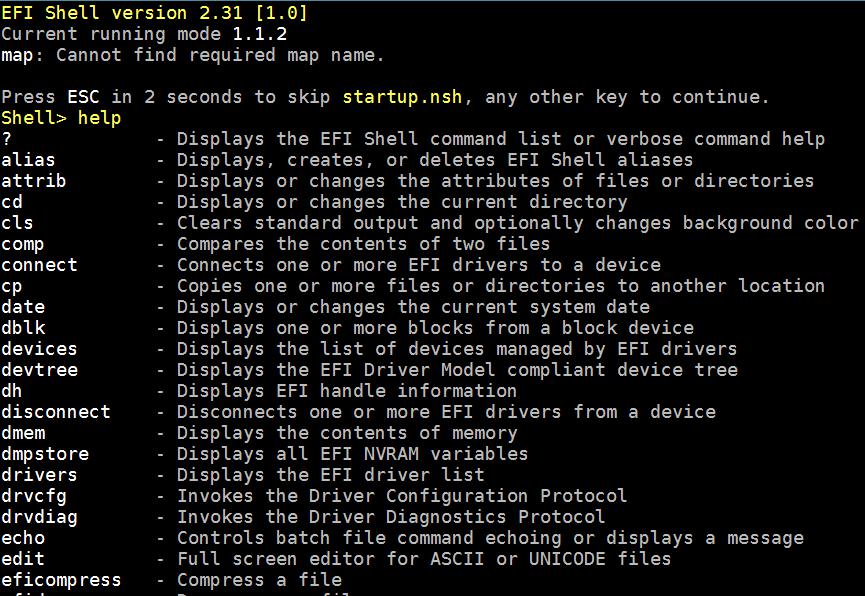 EFI Shell version 2.31 [1.0]
Current running mode 1.1.2
map: Cannot find required map name.
Press ESC in 2 seconds to skip startup.nsh, any other key to continue.
Shell> help
? - Displays the EFI Shell command list or verbose command help
alias - Displays, creates, or deletes EFI Shell aliases
attrib - Displays or changes the attributes of files or directories
cd - Displays or changes the current directory
cls - Clears standard output and optionally changes background color
comp - Compares the contents of two files
connect - Connects one or more EFI drivers to a device
cp - Copies one or more files or directories to another location
date - Displays or changes the current system date
dblk - Displays one or more blocks from a block device
devices - Displays the list of devices managed by EFI drivers
devtree - Displays the EFI Driver Model compliant device tree
dh - Displays EFI handle information
disconnect - Disconnects one or more EFI drivers from a device
dmem - Displays the contents of memory
dmpstore - Displays all EFI NVRAM variables
drivers - Displays the EFI driver list
drvcfg - Invokes the Driver Configuration Protocol
drvdiag - Invokes the Driver Diagnostics Protocol
echo - Controls batch file command echoing or displays a message
edit - Full screen editor for ASCII or UNICODE files
eficompress - Compress a file